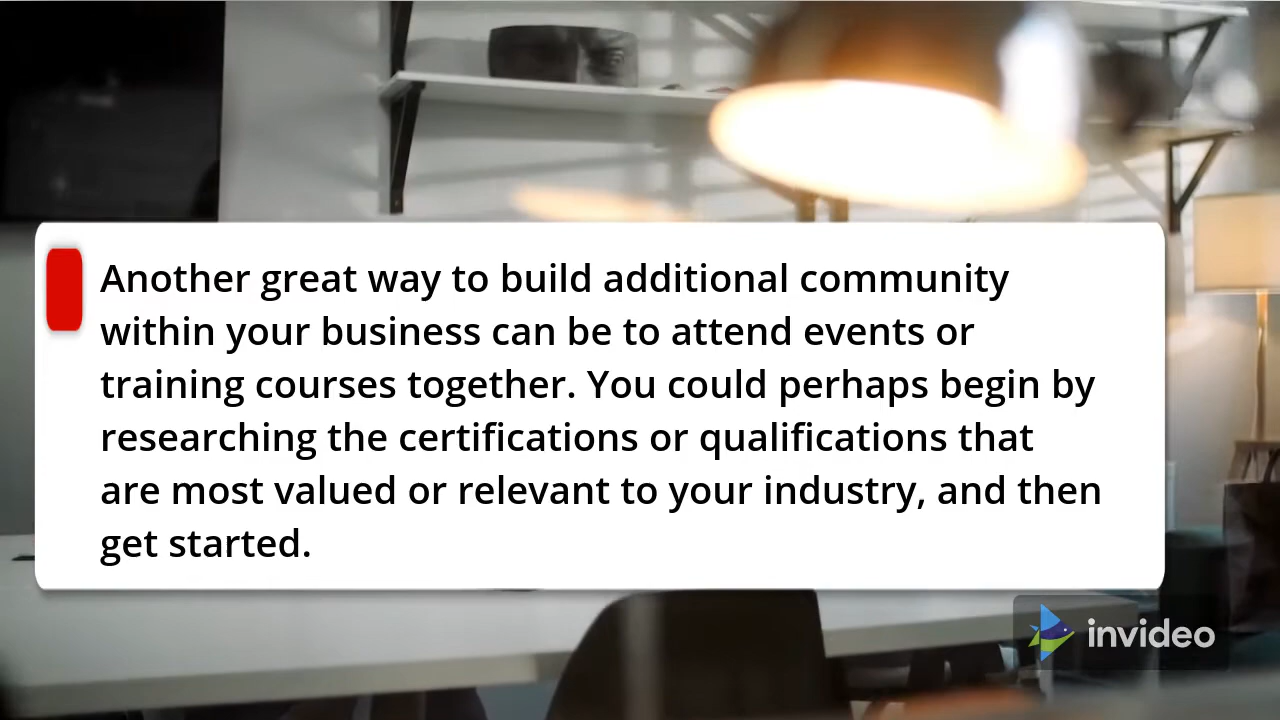 Another great way to build additional community
within your business can be to attend events or
training courses together. You could perhaps begin by
researching the certifications or qualifications that
are most valued or relevant to your industry, and then
get started.
invideo